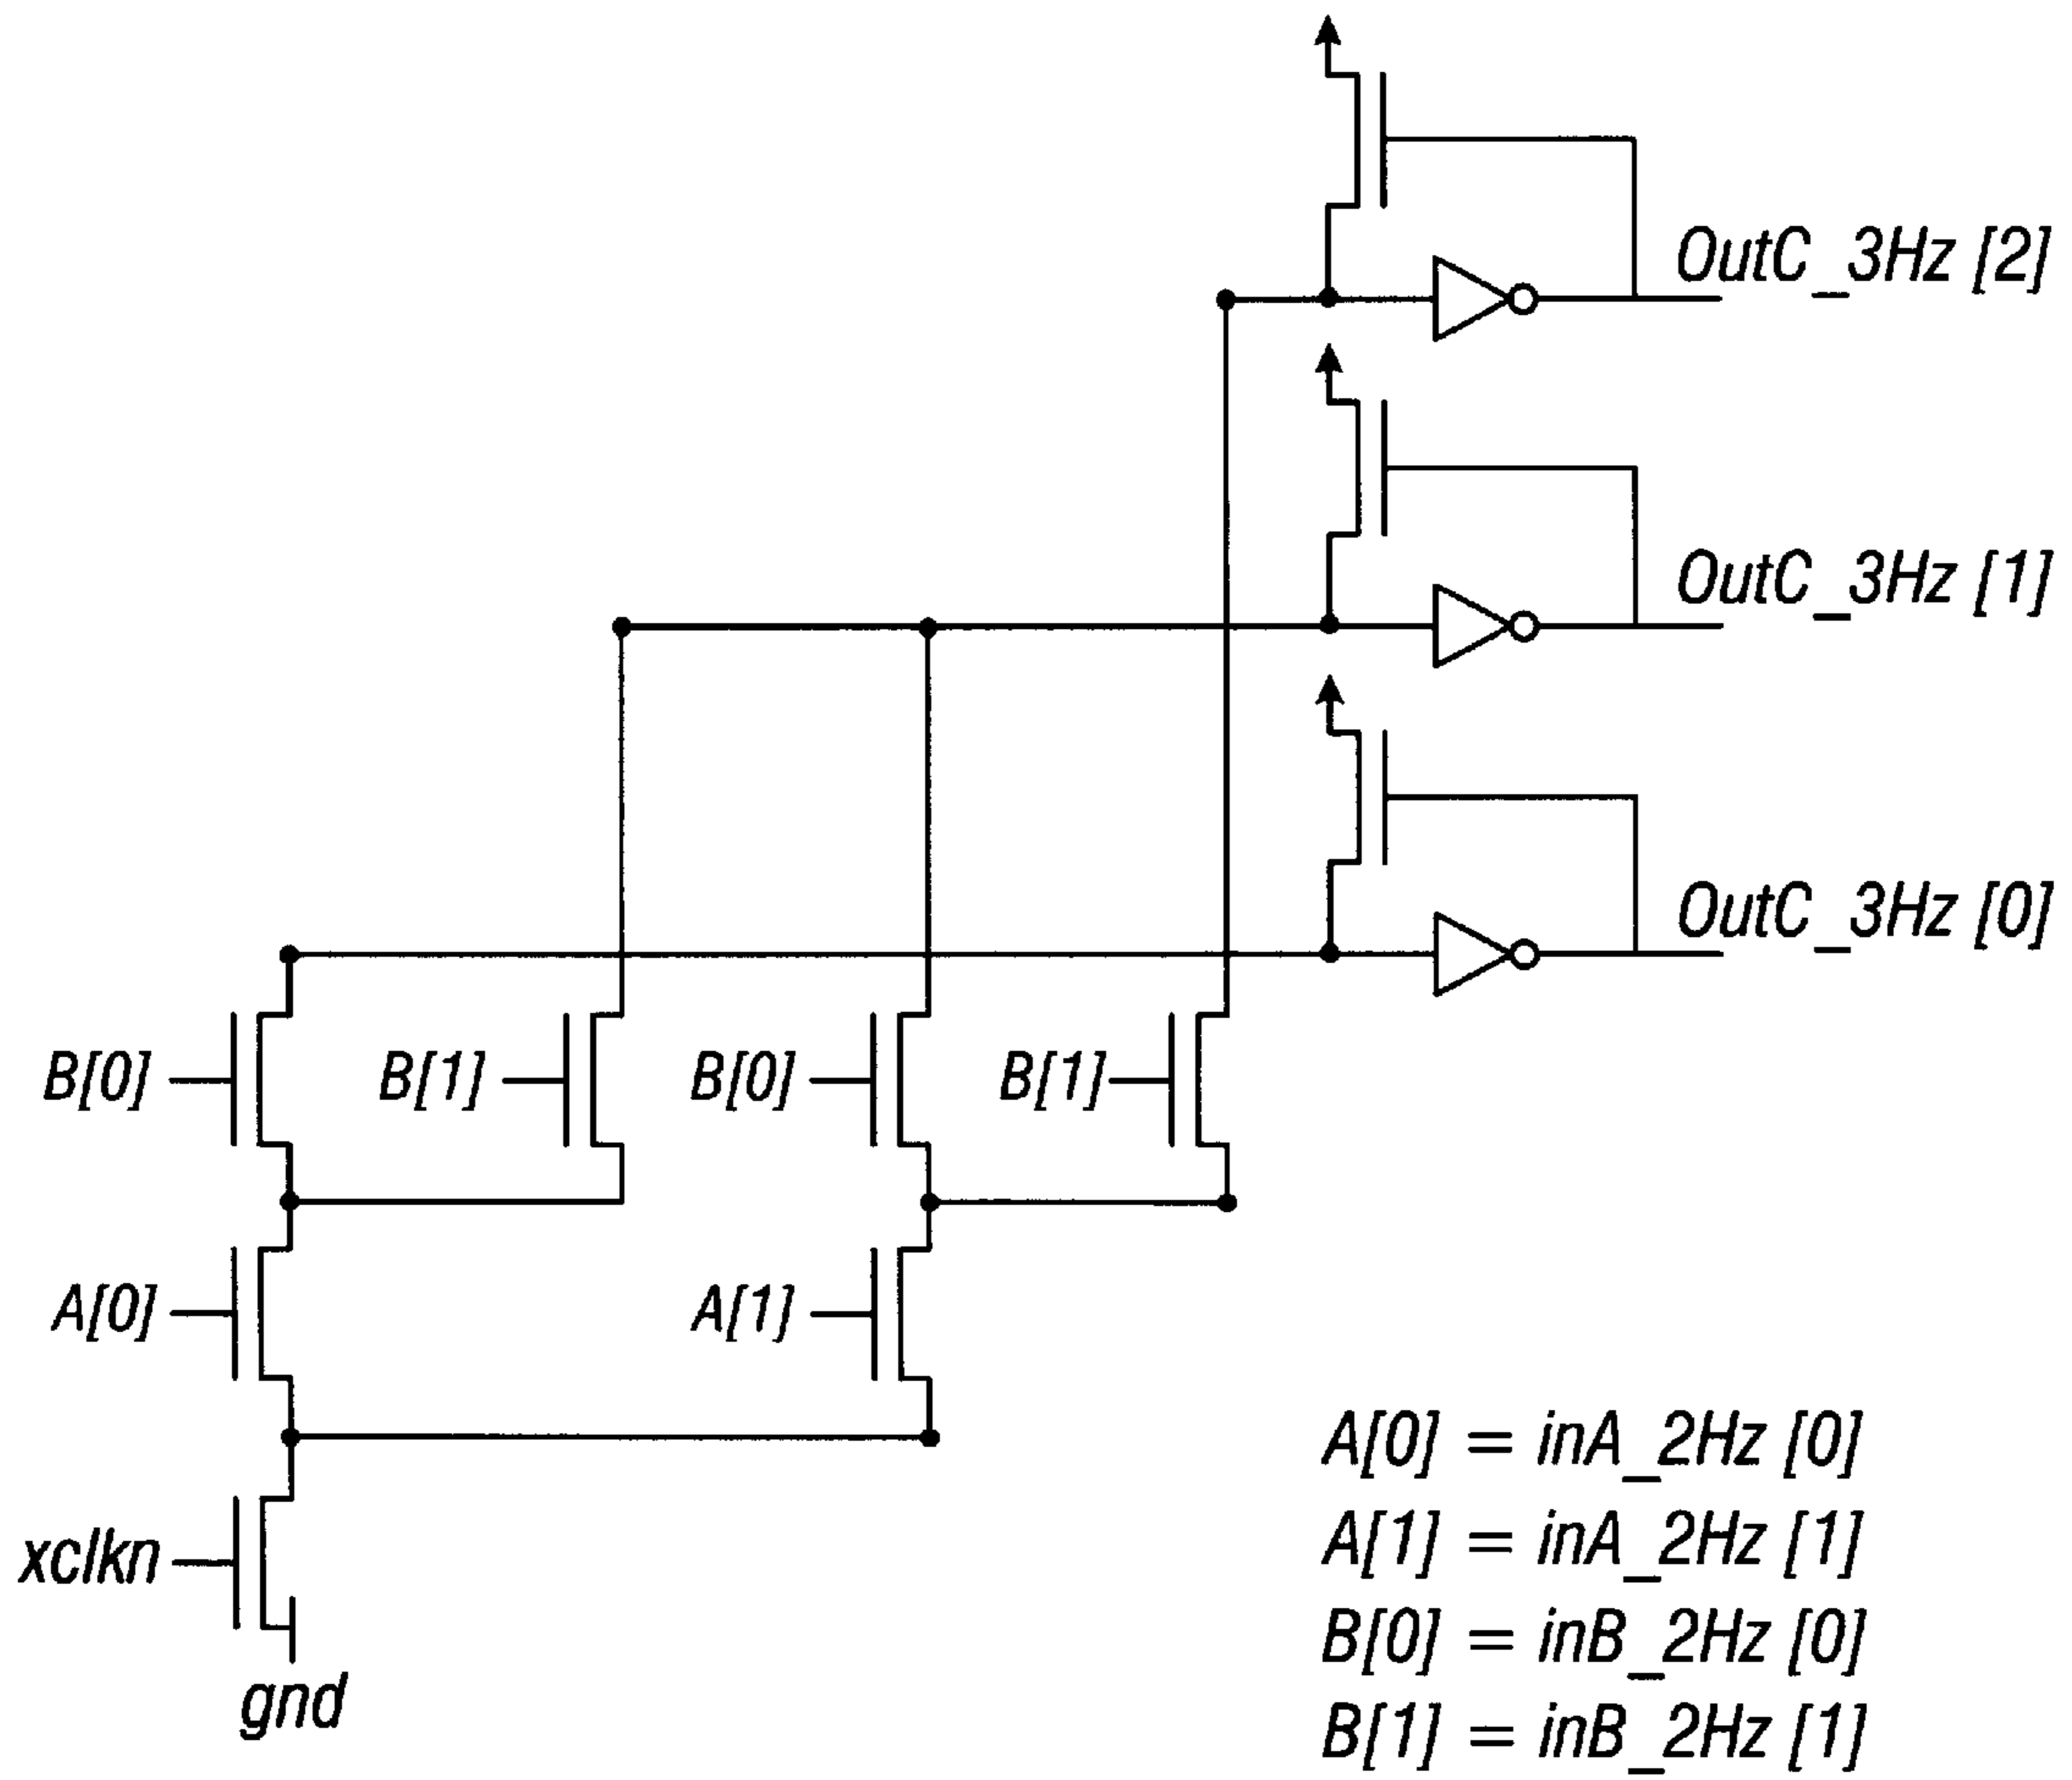 OutC_3Hz [2]
OutC_3Hz [1]
OutC_3Hz [0]
B[0] B[1] B[0] B[1]
A[0] A[1]
xclkn
gnd
A[0] = inA_2Hz [0]
A[1] = inA_2Hz [1]
B[0] = inB_2Hz [0]
B[1] = inB_2Hz [1]